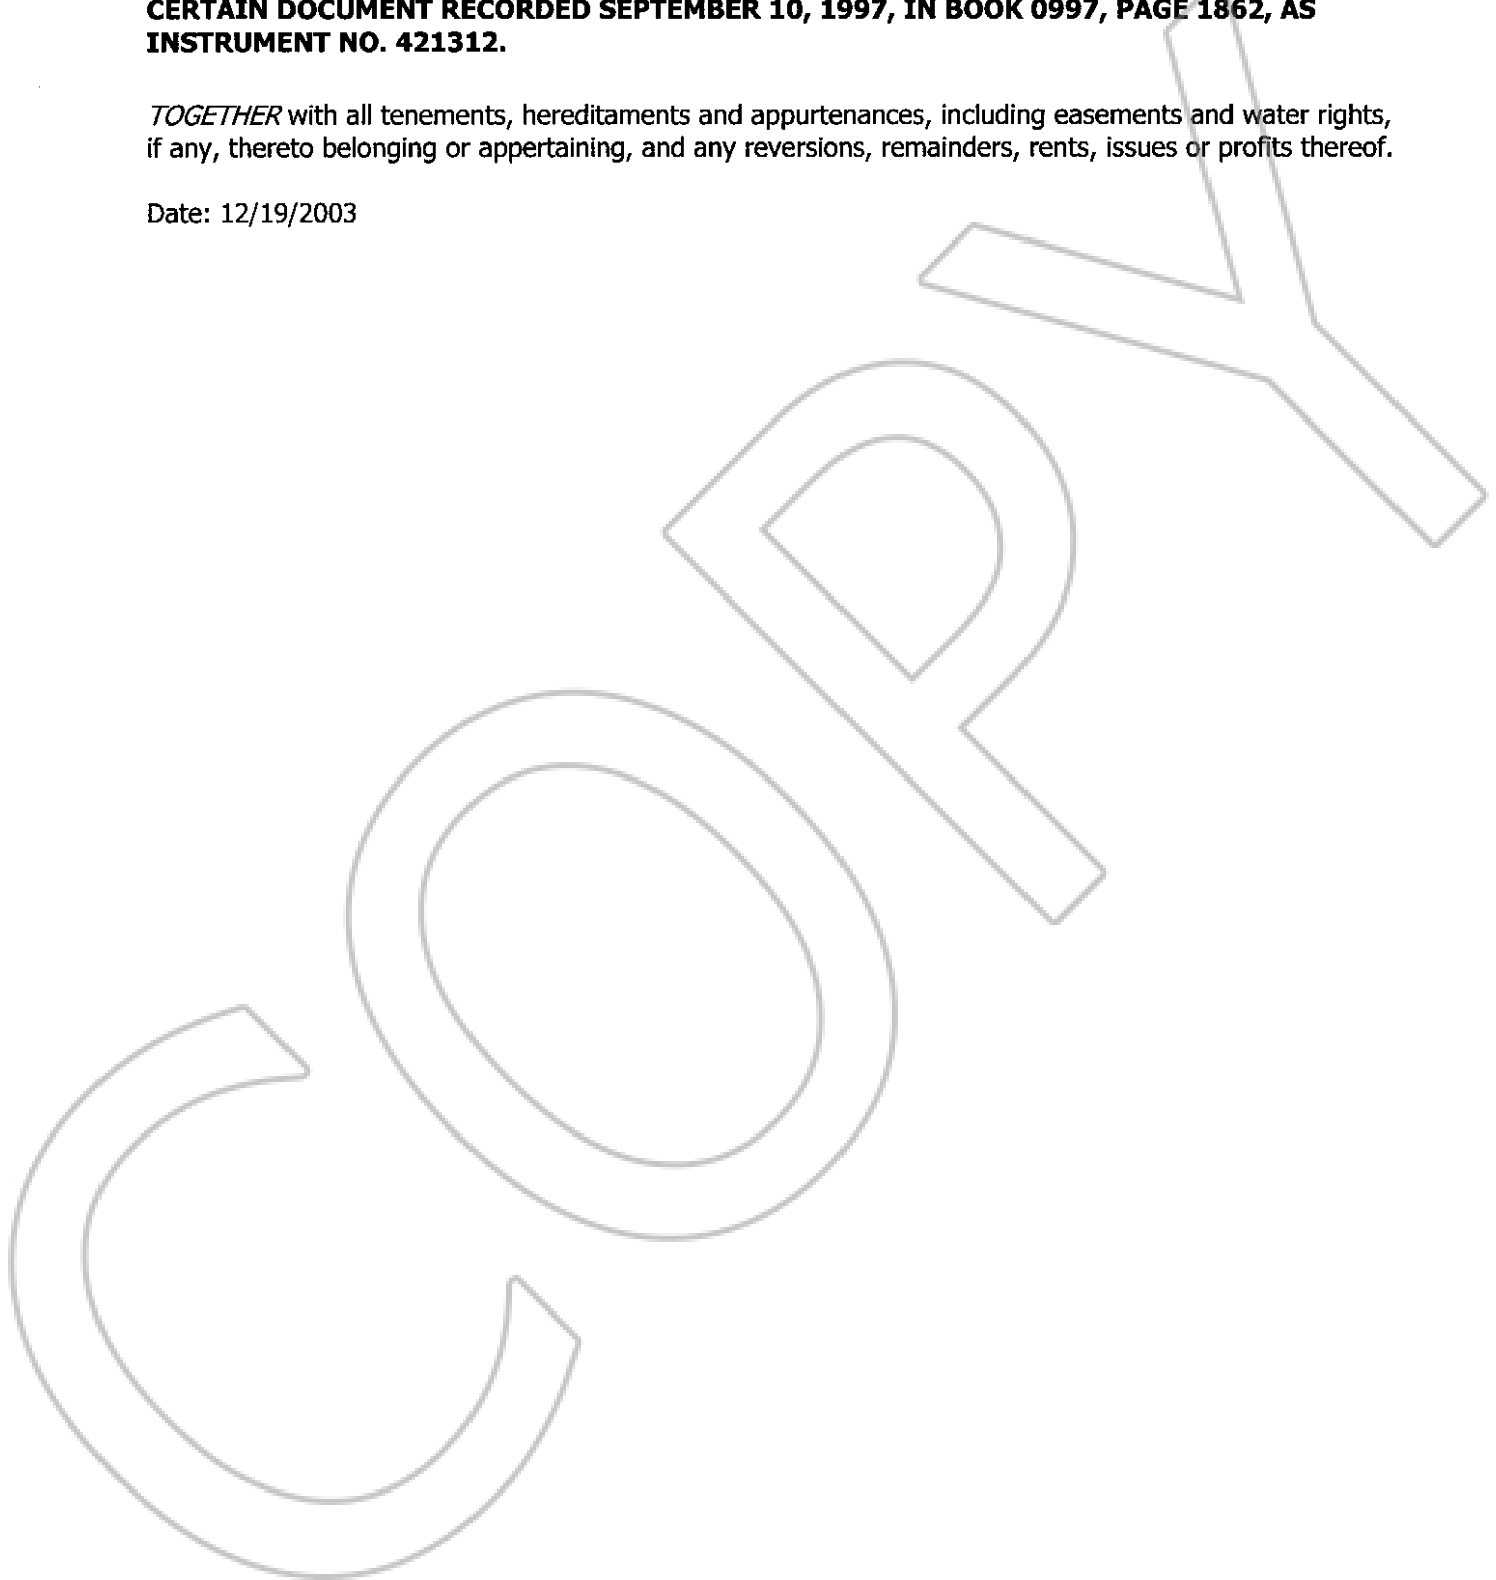 CERTAIN DOCUMENT RECORDED SEPTEMBER 10, 1997, IN BOOK 0997, PAGE 1862, AS
INSTRUMENT NO. 421312.
TOGETHER with all tenements, hereditaments and appurtenances, including easements and water rights,
if any, thereto belonging or appertaining, and any reversions, remainders, rents, issues or profits thereof.
Date: 12/19/2003
COPY